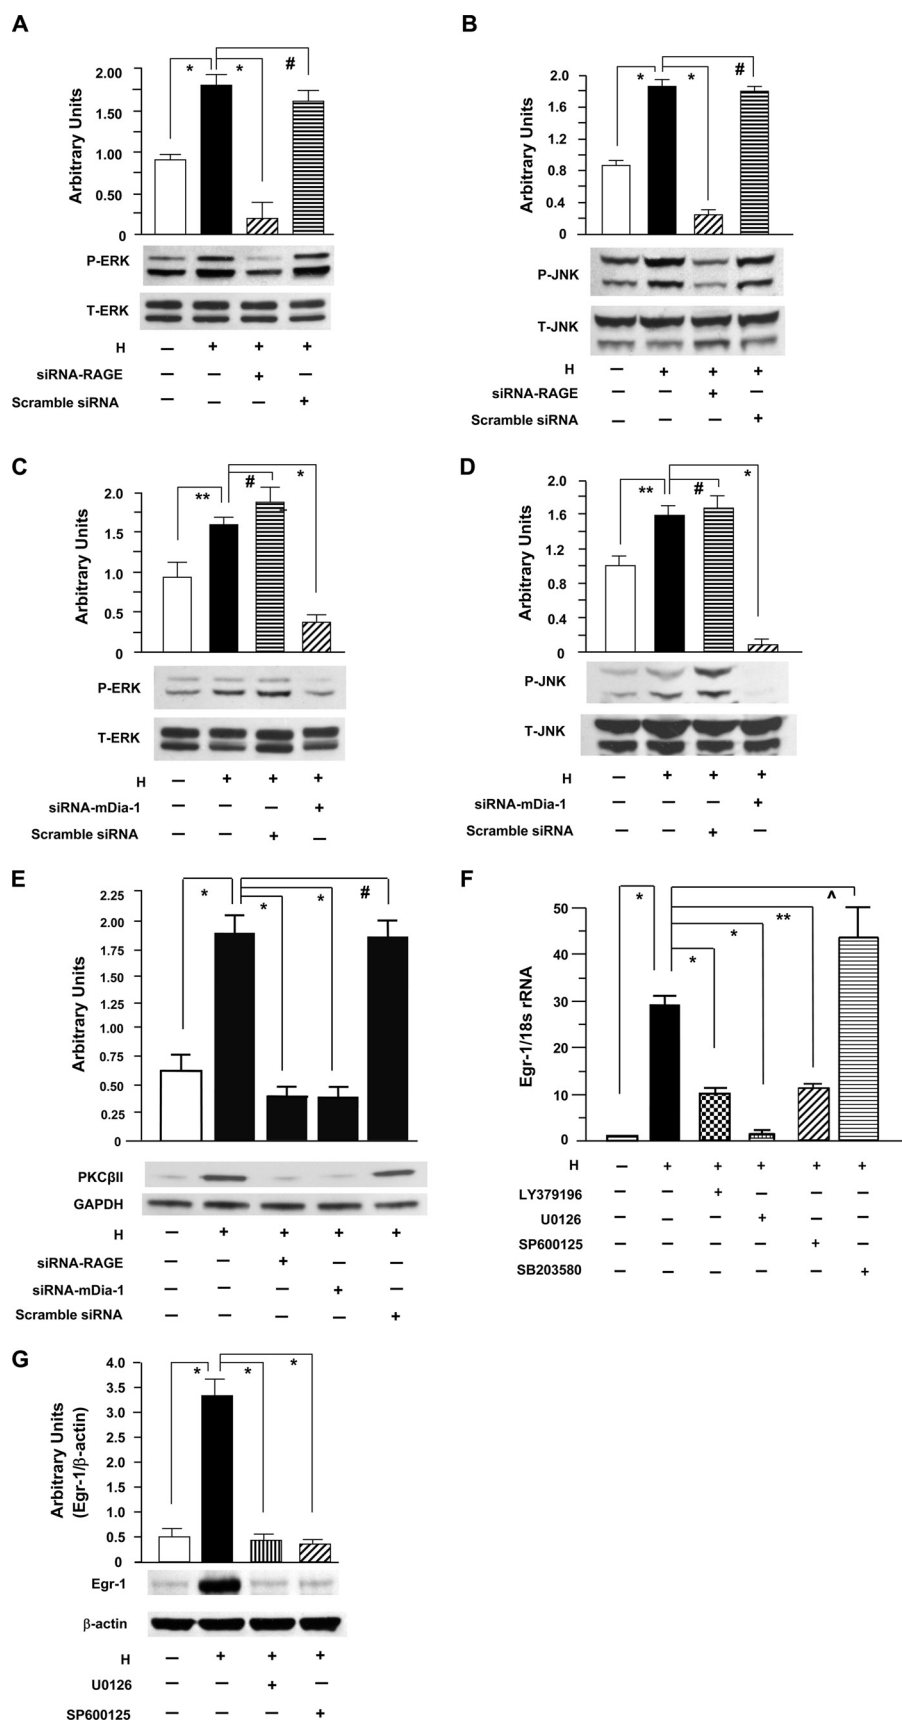 A
* * #
Arbitrary Units
2.00
1.50
1.00
0.50
0
P-ERK
T-ERK
H – + + +
siRNA-RAGE – – + –
Scramble siRNA – – – +
B
* * #
Arbitrary Units
2.0
1.6
1.2
0.8
0.4
0
P-JNK
T-JNK
H – + + +
siRNA-RAGE – – + –
Scramble siRNA – – – +
C
** # *
Arbitrary Units
2.0
1.5
1.0
0.5
0
P-ERK
T-ERK
H – + + +
siRNA-mDia-1 – – – +
Scramble siRNA – – + –
D
** # *
Arbitrary Units
2.0
1.6
1.2
0.8
0.4
0
P-JNK
T-JNK
H – + + +
siRNA-mDia-1 – – – +
Scramble siRNA – – + –
E
* * * #
Arbitrary Units
2.25
2.00
1.75
1.50
1.25
1.00
0.75
0.50
0.25
0
PKCβII
GAPDH
H – + + + +
siRNA-RAGE – – + – –
siRNA-mDia-1 – – – + –
Scramble siRNA – – – – +
F
* * * ** ^
Egr-1/18s rRNA
50
40
30
20
10
0
H – + + + + +
LY379196 – – + – – –
U0126 – – – + – –
SP600125 – – – – + –
SB203580 – – – – – +
G
* * *
Arbitrary Units
(Egr-1/β-actin)
4.0
3.5
3.0
2.5
2.0
1.5
1.0
0.5
0
Egr-1
β-actin
H – + + +
U0126 – – + –
SP600125 – – – +